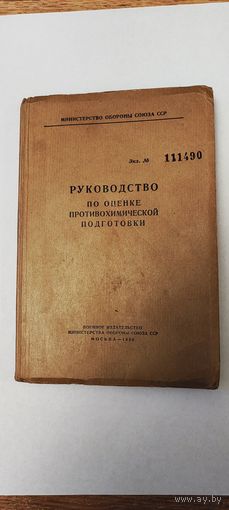 МИНИСТЕРСТВО ОБОРОНЫ СОЮЗА ССР
Экз. № 111490
РУКОВОДСТВО
ПО ОЦЕНКЕ
ПРОТИВОХИМИЧЕСКОЙ
ПОДГОТОВКИ
ВОЕННОЕ ИЗДАТЕЛЬСТВО
МИНИСТЕРСТВА ОБОРОНЫ СОЮЗА ССР
МОСКВА
www.ay.by